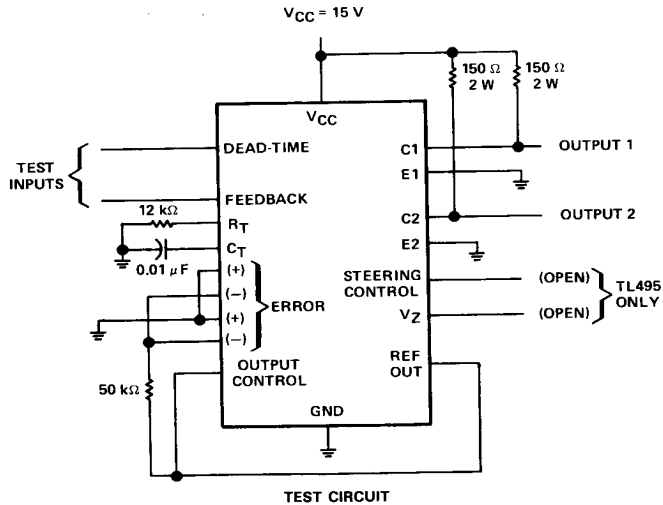 VCC = 15 V
150 Ω
2 W
150 Ω
2 W
VCC
TEST
INPUTS
DEAD-TIME
FEEDBACK
12 kΩ
RT
CT
0.01 μF
(+)
(−)
(+)
(−)
ERROR
50 kΩ
OUTPUT
CONTROL
GND
C1
OUTPUT 1
E1
C2
OUTPUT 2
E2
STEERING
CONTROL
(OPEN)
VZ
(OPEN)
TL495
ONLY
REF
OUT
TEST CIRCUIT